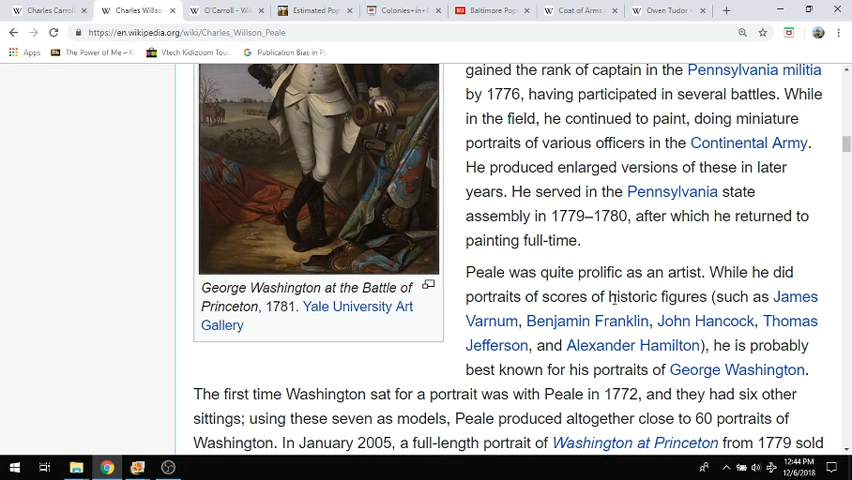 Charles Carroll
Charles Willso
O'Carroll - Wik
Estimated Pop
Colonies+in+B
Baltimore Pop
Coat of Arms
Owen Tudor -
https://en.wikipedia.org/wiki/Charles_Willson_Peale
Apps
The Power of Me – K
Vtech Kidizoom Tou
Publication Bias in P
gained the rank of captain in the Pennsylvania militia
by 1776, having participated in several battles. While
in the field, he continued to paint, doing miniature
portraits of various officers in the Continental Army.
He produced enlarged versions of these in later
years. He served in the Pennsylvania state
assembly in 1779–1780, after which he returned to
painting full-time.
George Washington at the Battle of
Princeton, 1781. Yale University Art
Gallery
Peale was quite prolific as an artist. While he did
portraits of scores of historic figures (such as James
Varnum, Benjamin Franklin, John Hancock, Thomas
Jefferson, and Alexander Hamilton), he is probably
best known for his portraits of George Washington.
The first time Washington sat for a portrait was with Peale in 1772, and they had six other
sittings; using these seven as models, Peale produced altogether close to 60 portraits of
Washington. In January 2005, a full-length portrait of Washington at Princeton from 1779 sold
12:44 PM
12/6/2018